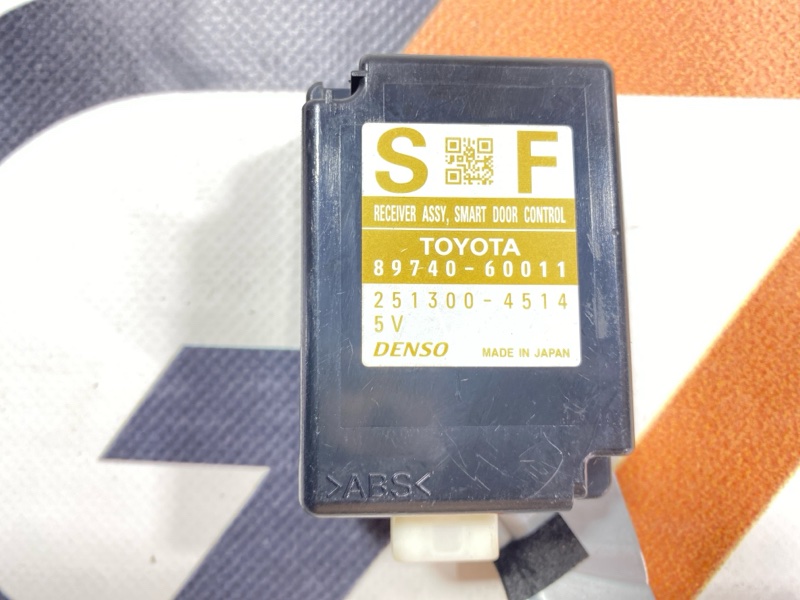 S F
RECEIVER ASSY, SMART DOOR CONTROL
TOYOTA
89740-60011
251300-4514
5V
DENSO MADE IN JAPAN
>ABS<